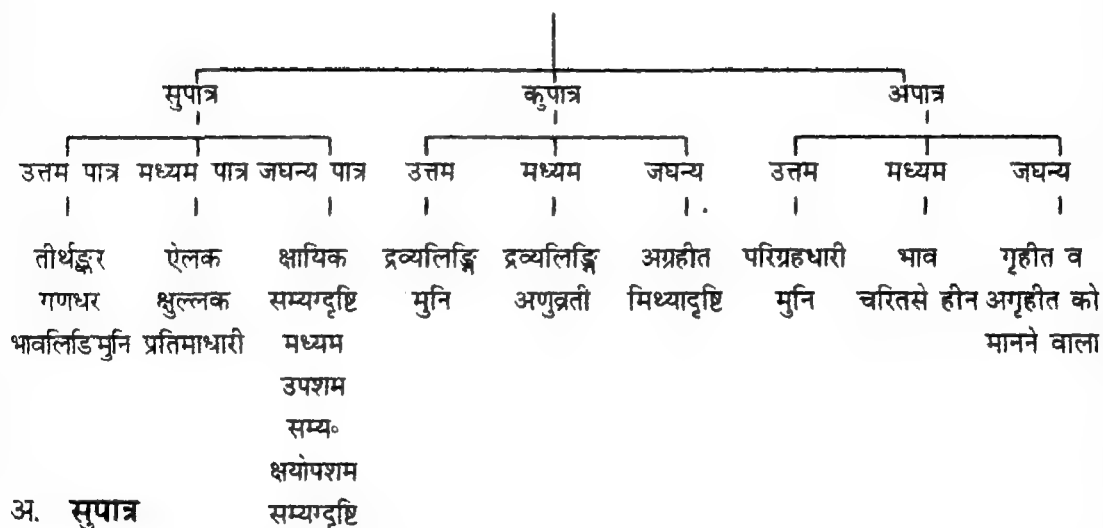 सुपात्र कुपात्र अपात्र
उत्तम पात्र मध्यम पात्र जघन्य पात्र उत्तम मध्यम जघन्य उत्तम मध्यम जघन्य
तीर्थङ्कर ऐलक क्षायिक द्रव्यलिङ्गि द्रव्यलिङ्गि अग्रहीत परिग्रहधारी भाव गृहीत व
गणधर क्षुल्लक सम्यग्दृष्टि मुनि अणुव्रती मिथ्यादृष्टि मुनि चरितसे हीन अगृहीत को
भावलिडि मुनि प्रतिमाधारी मध्यम मानने वाला
उपशम
सम्य॰
क्षयोपशम
अ. सुपात्र सम्यग्दृष्टि